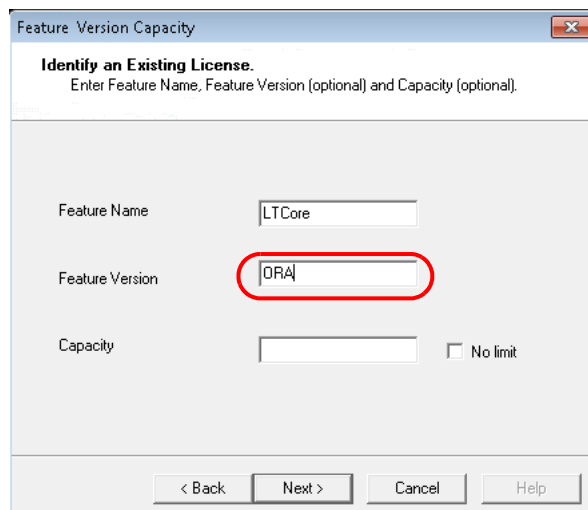 Feature Version Capacity
Identify an Existing License.
Enter Feature Name, Feature Version (optional) and Capacity (optional).
Feature Name
LTCore
Feature Version
ORA
Capacity
No limit
< Back
Next >
Cancel
Help